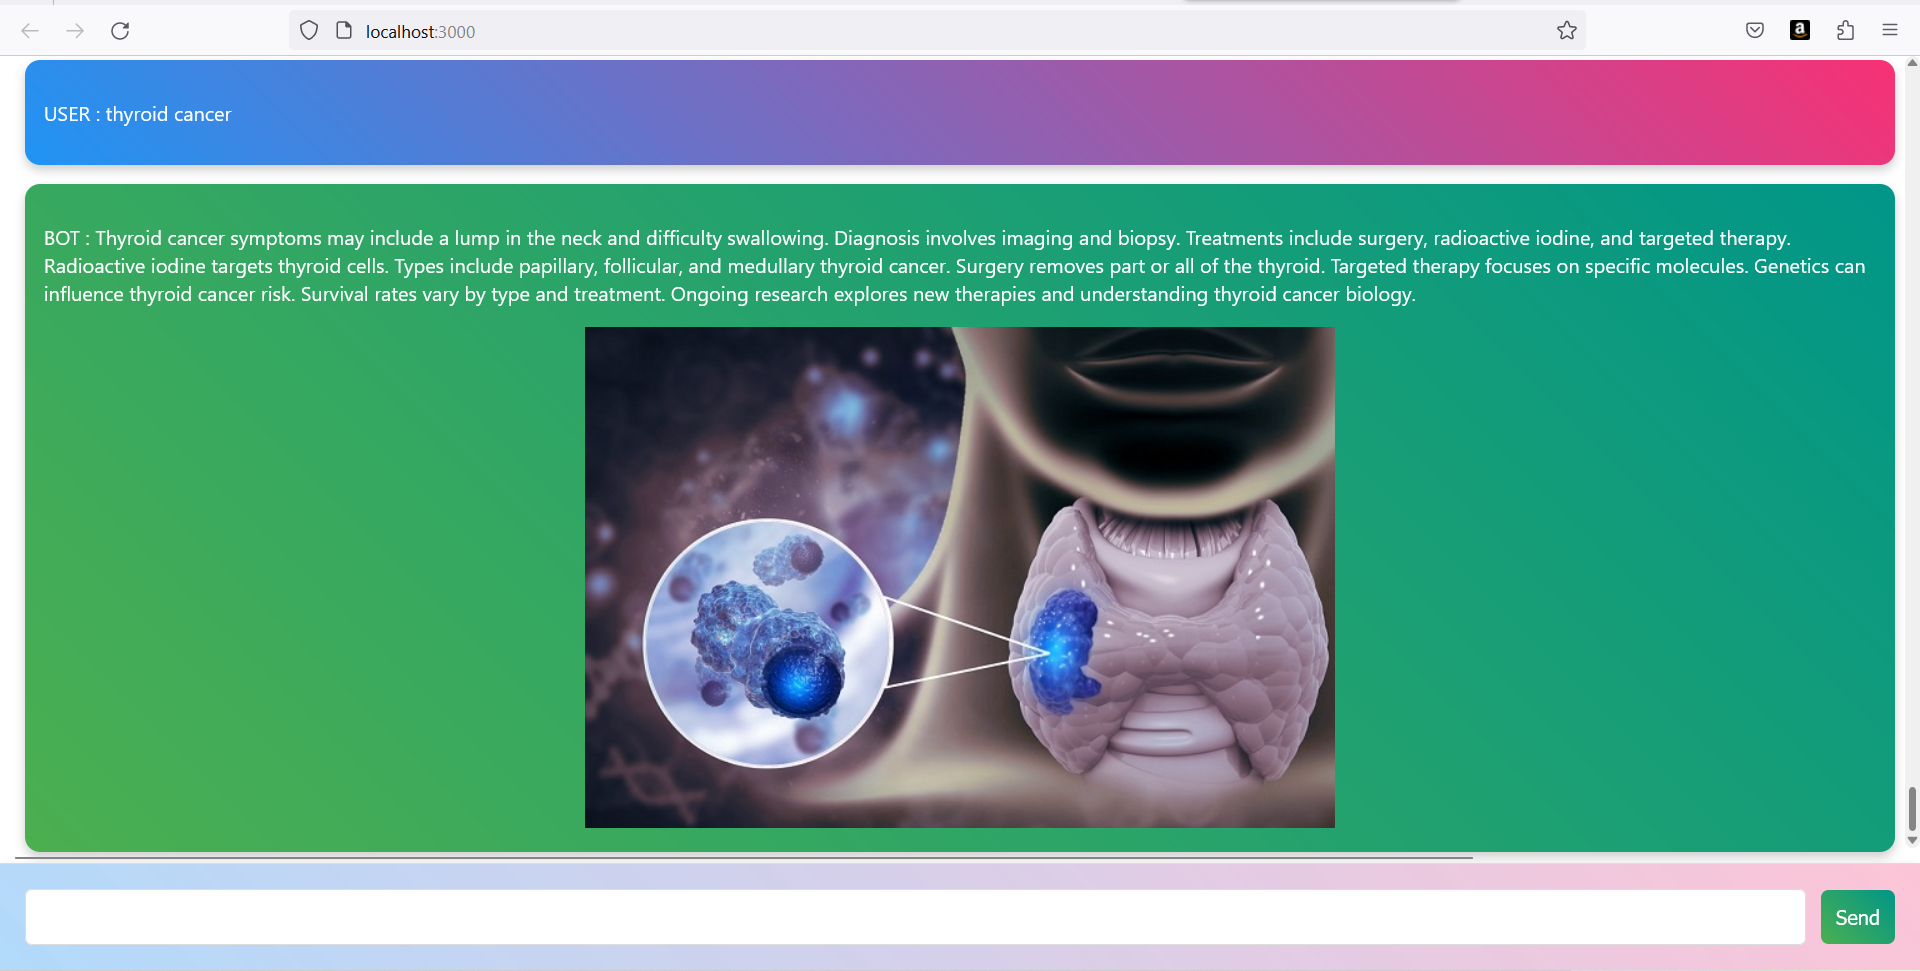 localhost:3000
USER : thyroid cancer
BOT : Thyroid cancer symptoms may include a lump in the neck and difficulty swallowing. Diagnosis involves imaging and biopsy. Treatments include surgery, radioactive iodine, and targeted therapy.
Radioactive iodine targets thyroid cells. Types include papillary, follicular, and medullary thyroid cancer. Surgery removes part or all of the thyroid. Targeted therapy focuses on specific molecules. Genetics can
influence thyroid cancer risk. Survival rates vary by type and treatment. Ongoing research explores new therapies and understanding thyroid cancer biology.
Send